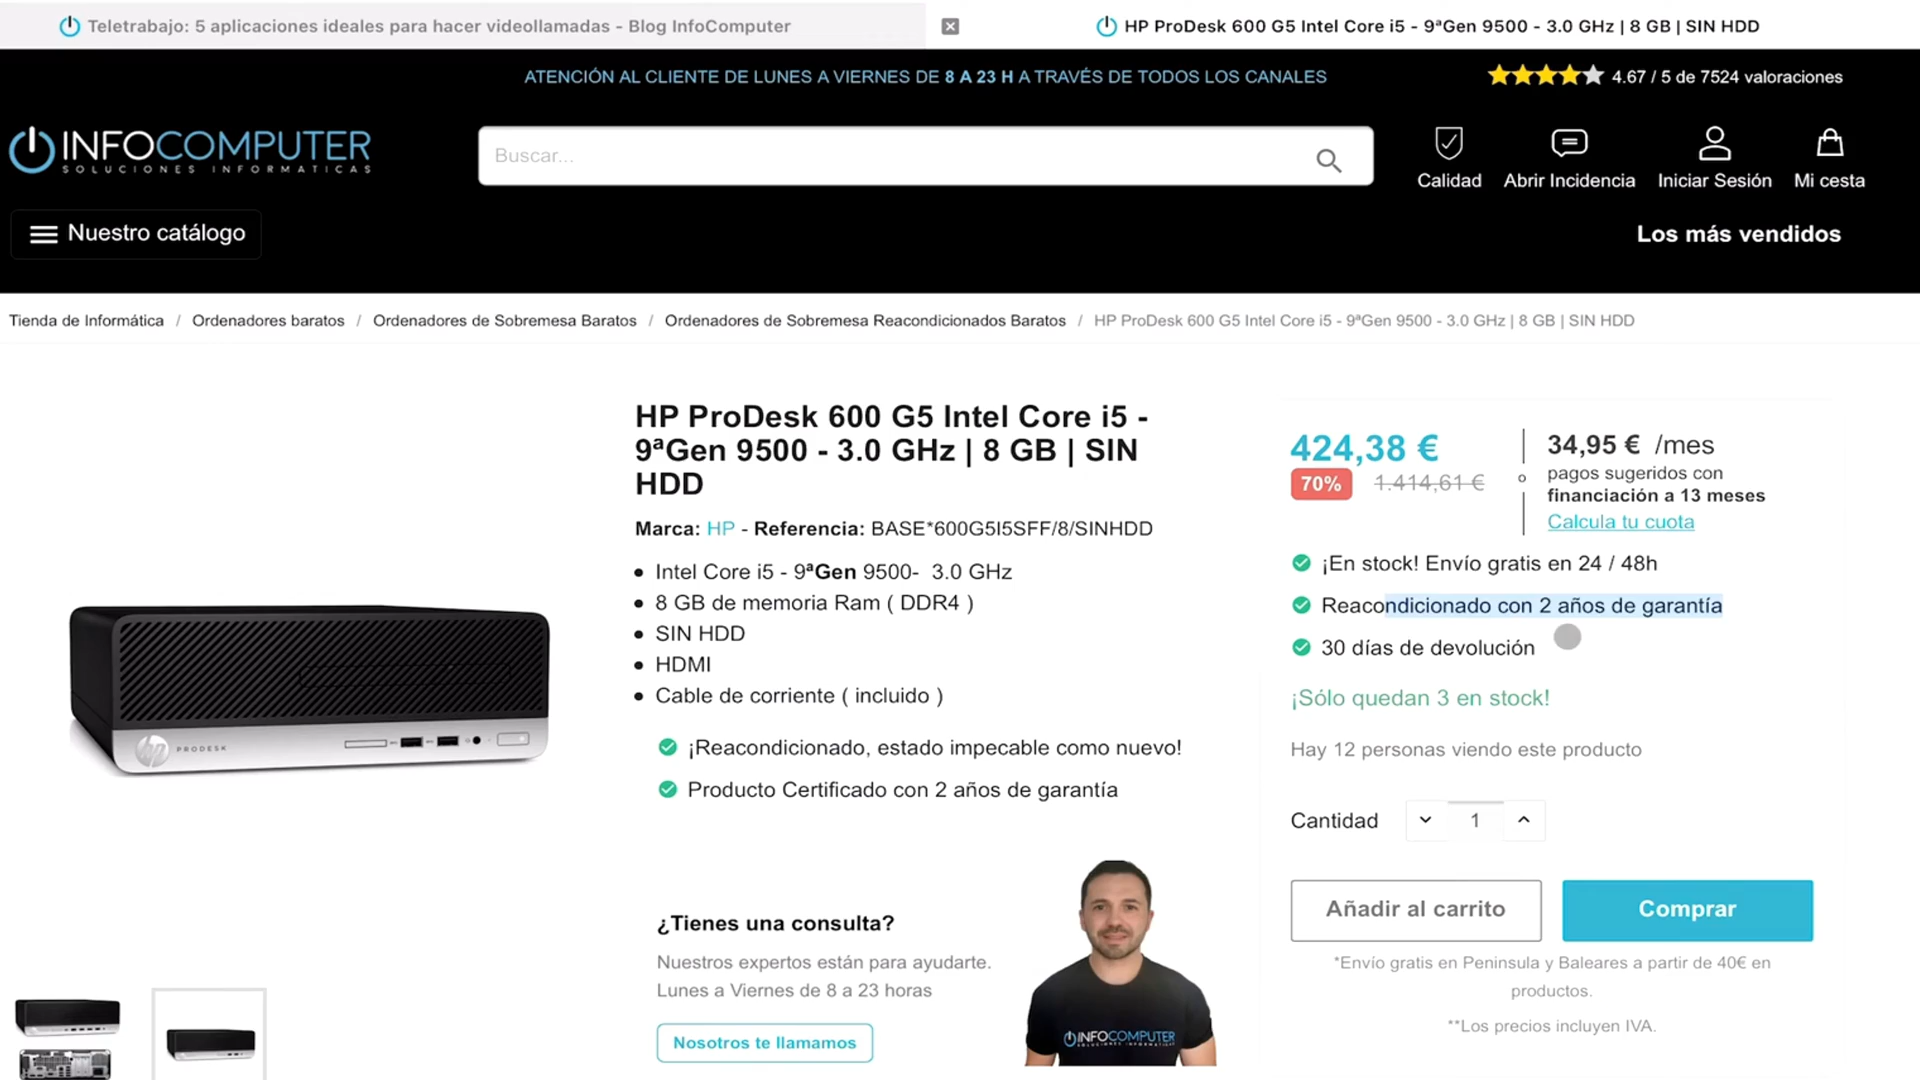 Teletrabajo: 5 aplicaciones ideales para hacer videollamadas - Blog InfoComputer
HP ProDesk 600 G5 Intel Core i5 - 9ªGen 9500 - 3.0 GHz | 8 GB | SIN HDD
ATENCIÓN AL CLIENTE DE LUNES A VIERNES DE 8 A 23 H A TRAVÉS DE TODOS LOS CANALES
4.67 / 5 de 7524 valoraciones
INFOCOMPUTER
SOLUCIONES INFORMATICAS
Buscar...
Calidad
Abrir Incidencia
Iniciar Sesión
Mi cesta
Nuestro catálogo
Los más vendidos
Tienda de Informática / Ordenadores baratos / Ordenadores de Sobremesa Baratos / Ordenadores de Sobremesa Reacondicionados Baratos / HP ProDesk 600 G5 Intel Core i5 - 9ªGen 9500 - 3.0 GHz | 8 GB | SIN HDD
HP ProDesk 600 G5 Intel Core i5 -
9ªGen 9500 - 3.0 GHz | 8 GB | SIN
HDD
Marca: HP - Referencia: BASE*600G5I5SFF/8/SINHDD
Intel Core i5 - 9ªGen 9500- 3.0 GHz
8 GB de memoria Ram ( DDR4 )
SIN HDD
HDMI
Cable de corriente ( incluido )
¡Reacondicionado, estado impecable como nuevo!
Producto Certificado con 2 años de garantía
hp PRODESK
¿Tienes una consulta?
Nuestros expertos están para ayudarte.
Lunes a Viernes de 8 a 23 horas
Nosotros te llamamos
INFOCOMPUTER
SOLUCIONES INFORMATICAS
424,38 €
70% 1.414,61 €
o
34,95 € /mes
pagos sugeridos con
financiación a 13 meses
Calcula tu cuota
¡En stock! Envío gratis en 24 / 48h
Reacondicionado con 2 años de garantía
30 días de devolución
¡Sólo quedan 3 en stock!
Hay 12 personas viendo este producto
Cantidad 1
Añadir al carrito
Comprar
*Envío gratis en Peninsula y Baleares a partir de 40€ en
productos.
**Los precios incluyen IVA.